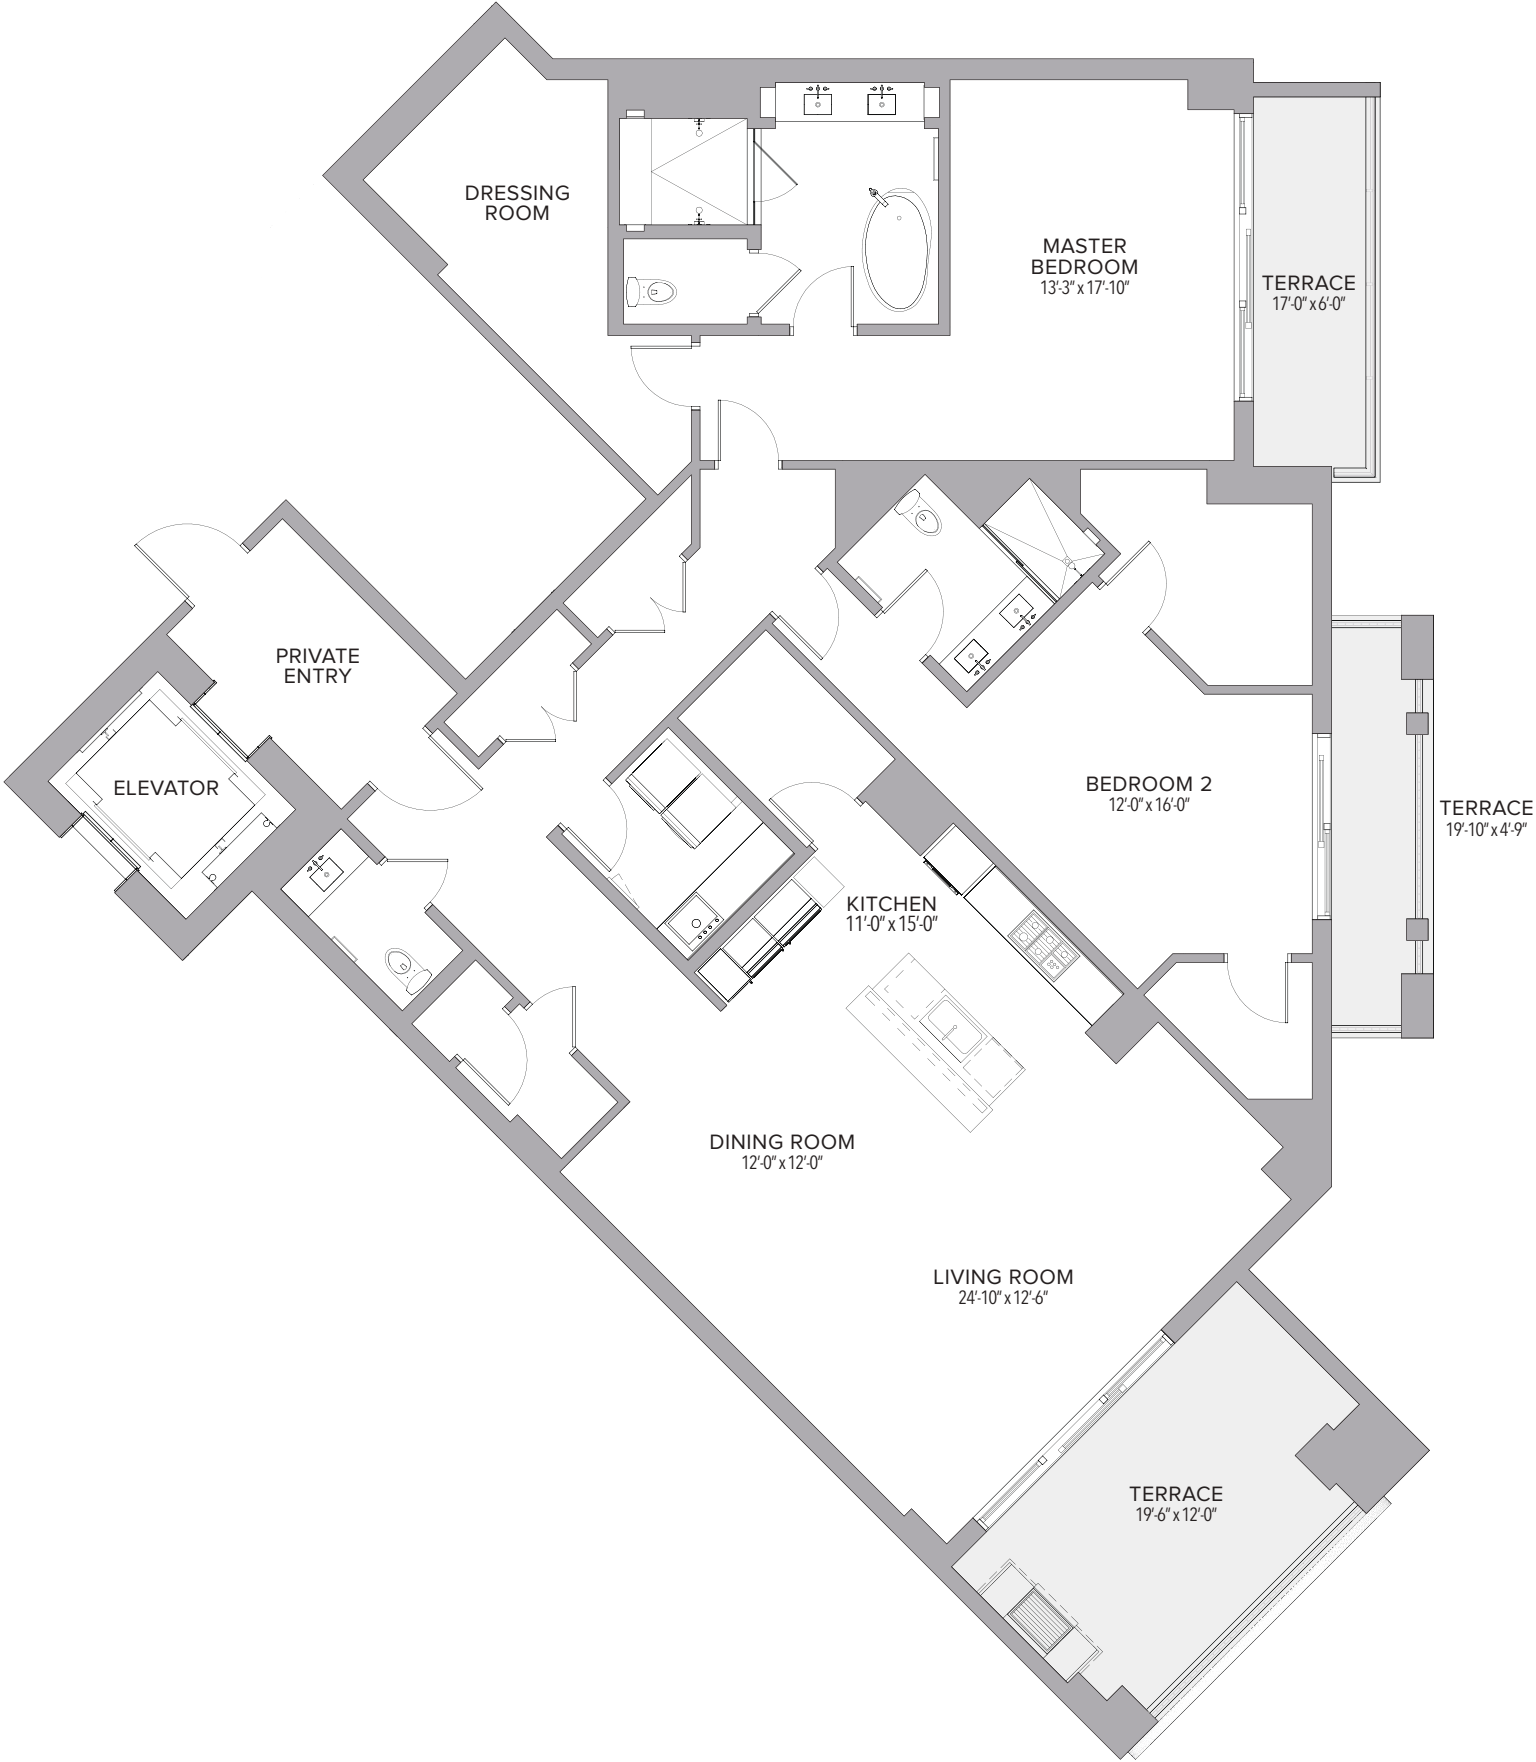 DRESSING
ROOM
MASTER
BEDROOM
13'-3" x 17'-10"
TERRACE
17'-0" x 6'-0"
PRIVATE
ENTRY
ELEVATOR
BEDROOM 2
12'-0" x 16'-0"
TERRACE
19'-10" x 4'-9"
KITCHEN
11'-0" x 15'-0"
DINING ROOM
12'-0" x 12'-0"
LIVING ROOM
24'-10" x 12'-6"
TERRACE
19'-6" x 12'-0"